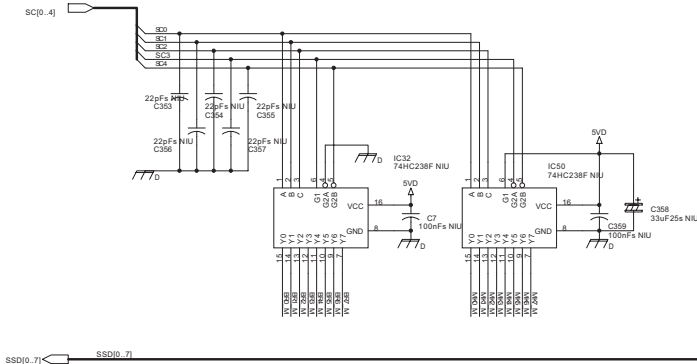 SC[0..4]
SC0
SC1
SC2
SC3
SC4
22pFs NIU
C353
22pFs NIU
C354
22pFs NIU
C355
22pFs NIU
C356
22pFs NIU
C357
D
D
IC32
74HC238F NIU
5VD
1
2
3
6
4
5
A
B
C
G1
G2A
G2B
VCC
16
GND
8
Y0
Y1
Y2
Y3
Y4
Y5
Y6
Y7
15
14
13
12
11
10
9
7
C7
100nFs NIU
D
5VD
IC50
74HC238F NIU
1
2
3
6
4
5
A
B
C
G1
G2A
G2B
VCC
16
GND
8
Y0
Y1
Y2
Y3
Y4
Y5
Y6
Y7
15
14
13
12
11
10
9
7
C358
33uF25s NIU
C359
100nFs NIU
D
SSD[0..7]
SSD[0..7]